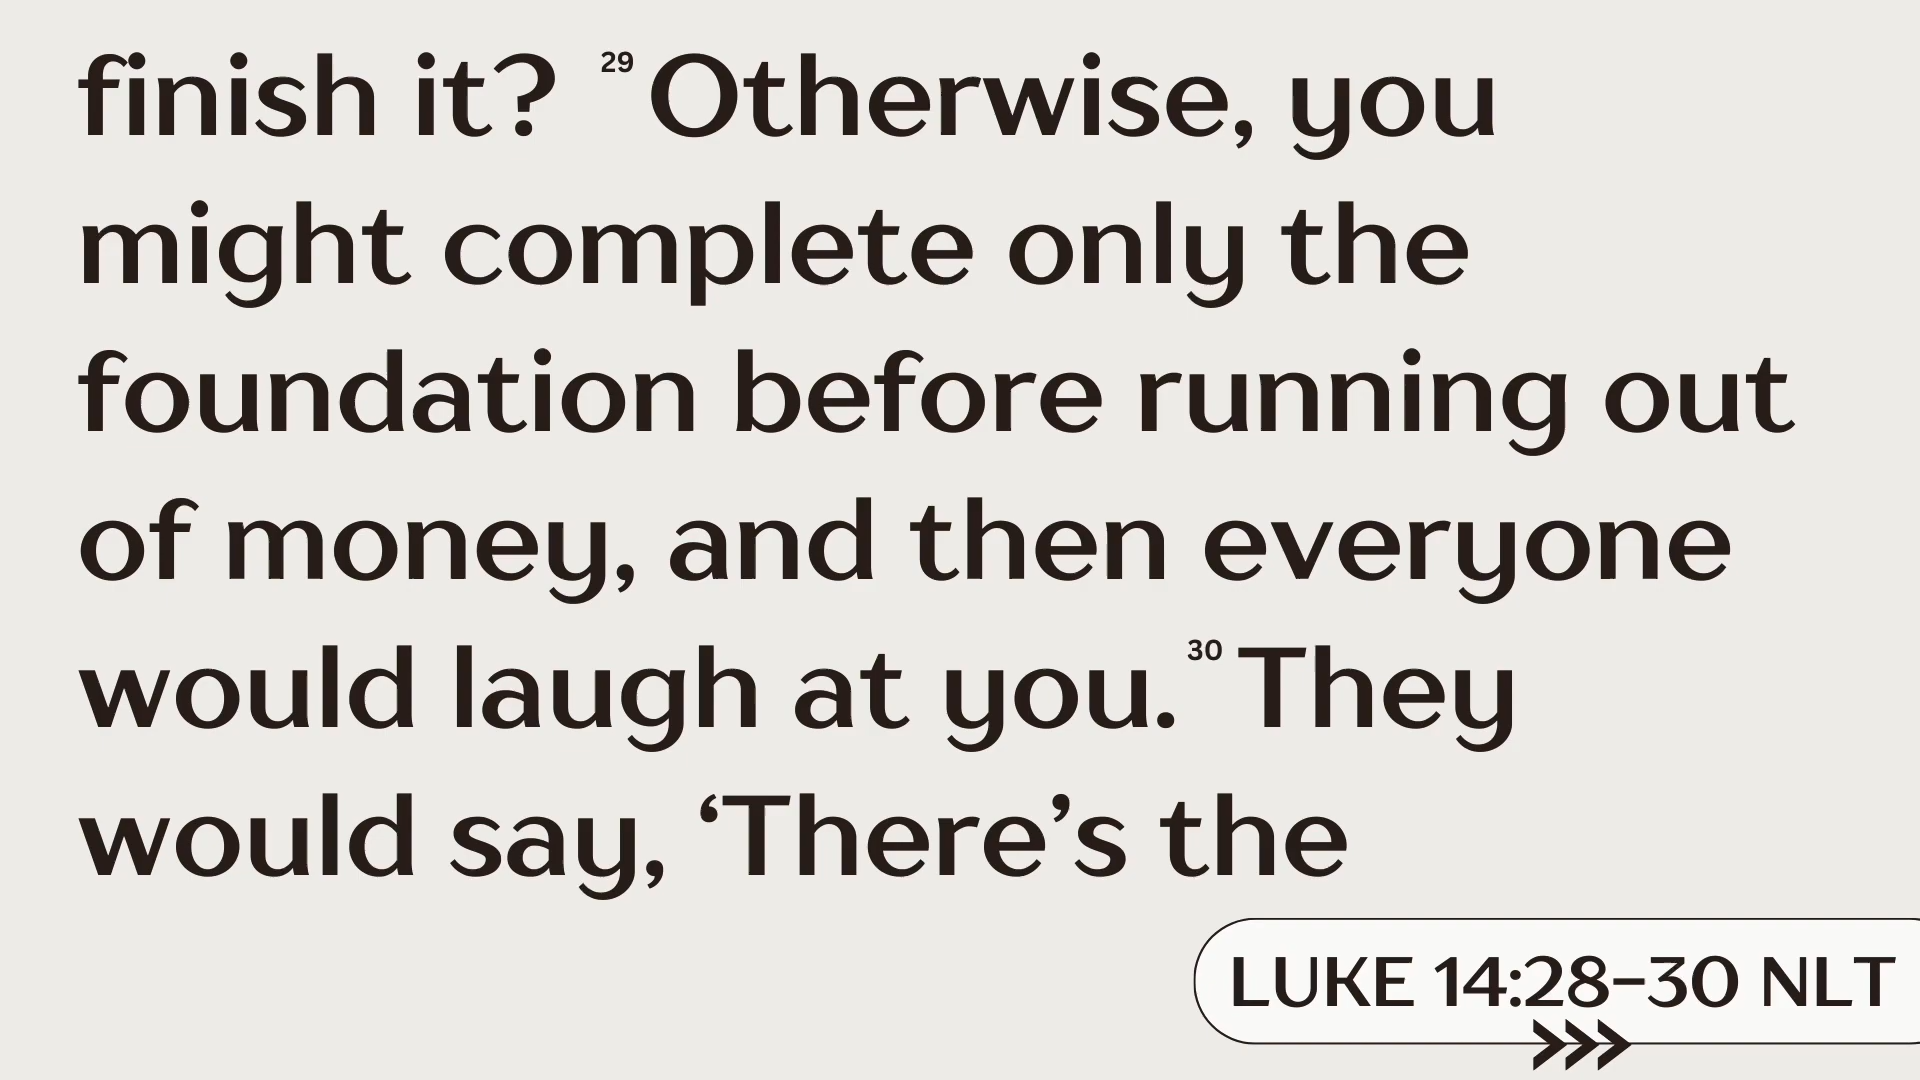 finish it? 29 Otherwise, you
might complete only the
foundation before running out
of money, and then everyone
would laugh at you. 30 They
would say, ‘There’s the
LUKE 14:28–30 NLT